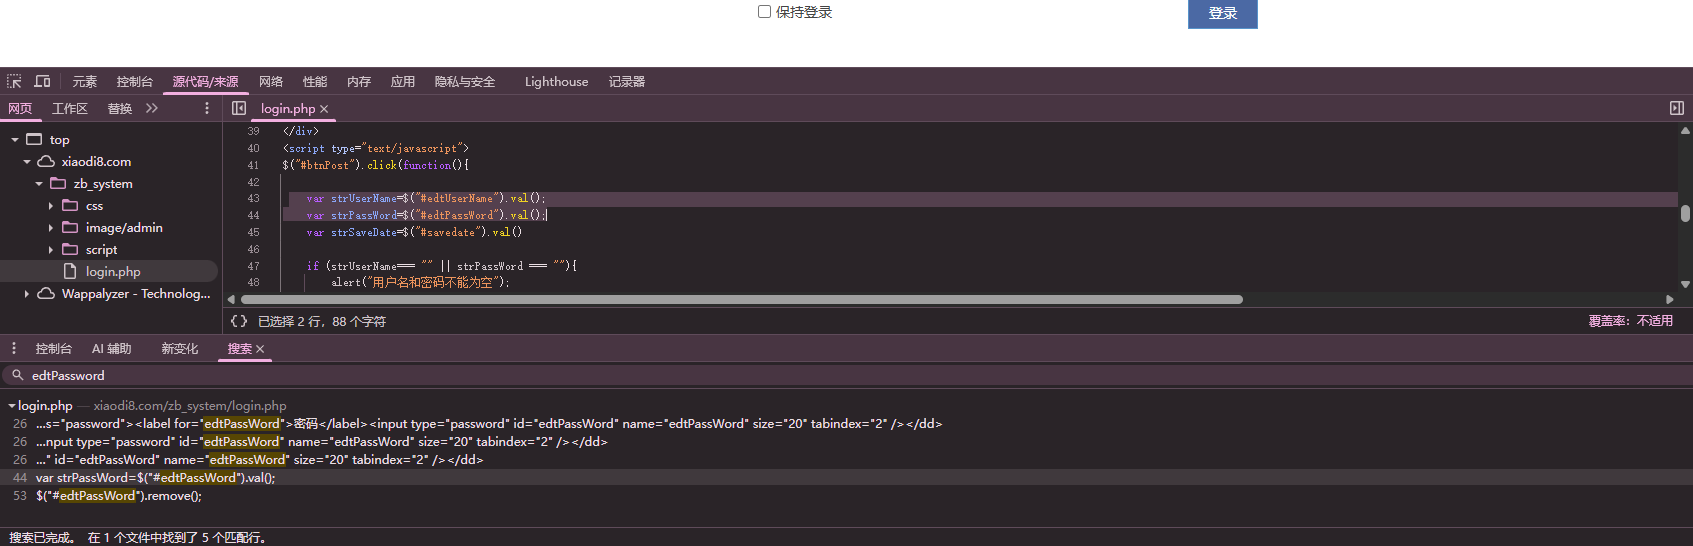 保持登录
登录
元素 控制台 源代码/来源 网络 性能 内存 应用 隐私与安全 Lighthouse 记录器
网页 工作区 替换
login.php ×
top
xiaodi8.com
zb_system
css
image/admin
script
login.php
Wappalyzer - Technolog...
39 </div>
40 <script type="text/javascript">
41 $("#btnPost").click(function(){
42
43 var strUserName=$("#edtUserName").val();
44 var strPassWord=$("#edtPassWord").val();
45 var strSaveDate=$("#savedate").val()
46
47 if (strUserName=== "" || strPassWord === ""){
48 alert("用户名和密码不能为空");
{} 已选择 2 行，88 个字符
覆盖率：不适用
控制台 AI 辅助 新变化 搜索 ×
edtPassword
login.php — xiaodi8.com/zb_system/login.php
26 ...s="password"><label for="edtPassWord">密码</label><input type="password" id="edtPassWord" name="edtPassWord" size="20" tabindex="2" /></dd>
26 ...nput type="password" id="edtPassWord" name="edtPassWord" size="20" tabindex="2" /></dd>
26 ..." id="edtPassWord" name="edtPassWord" size="20" tabindex="2" /></dd>
44 var strPassWord=$("#edtPassWord").val();
53 $("#edtPassWord").remove();
搜索已完成。 在 1 个文件中找到了 5 个匹配行。